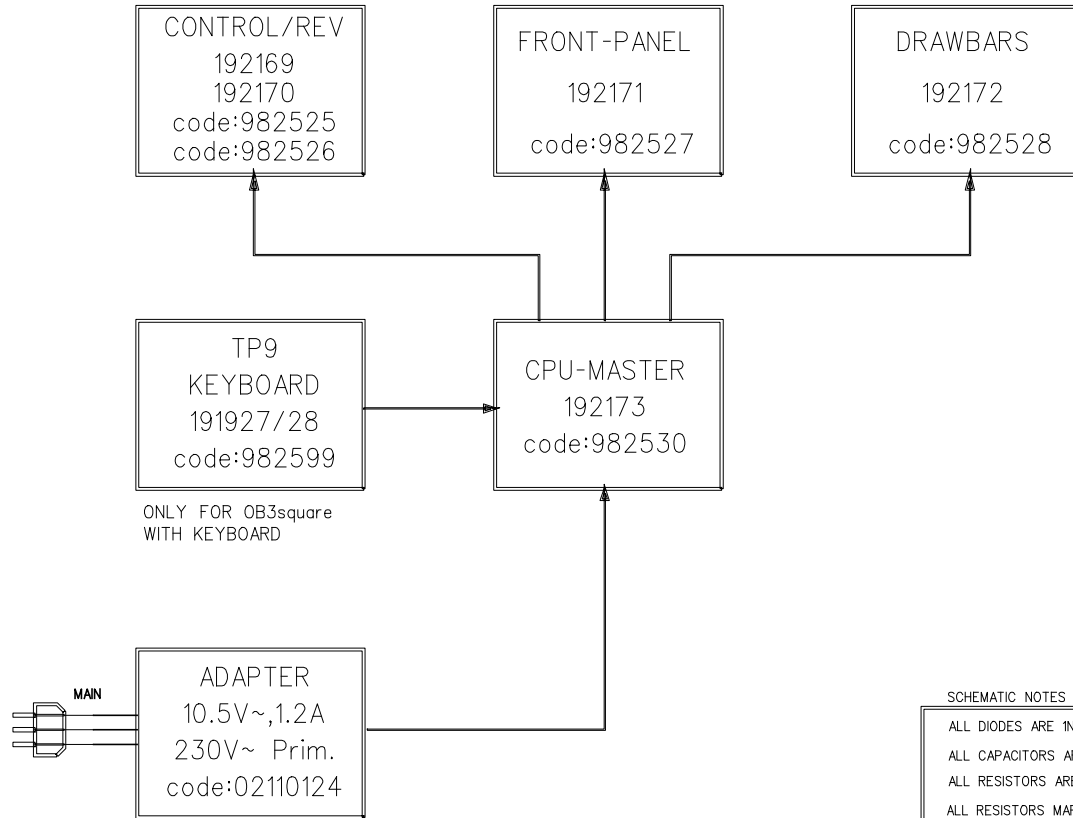 CONTROL/REV
192169
192170
code:982525
code:982526
FRONT-PANEL
192171
code:982527
DRAWBARS
192172
code:982528
TP9
KEYBOARD
191927/28
code:982599
ONLY FOR OB3square
WITH KEYBOARD
CPU-MASTER
192173
code:982530
MAIN
ADAPTER
10.5V~,1.2A
230V~ Prim.
code:02110124
SCHEMATIC NOTES
ALL DIODES ARE 1N
ALL CAPACITORS
ALL RESISTORS ARE
ALL RESISTORS